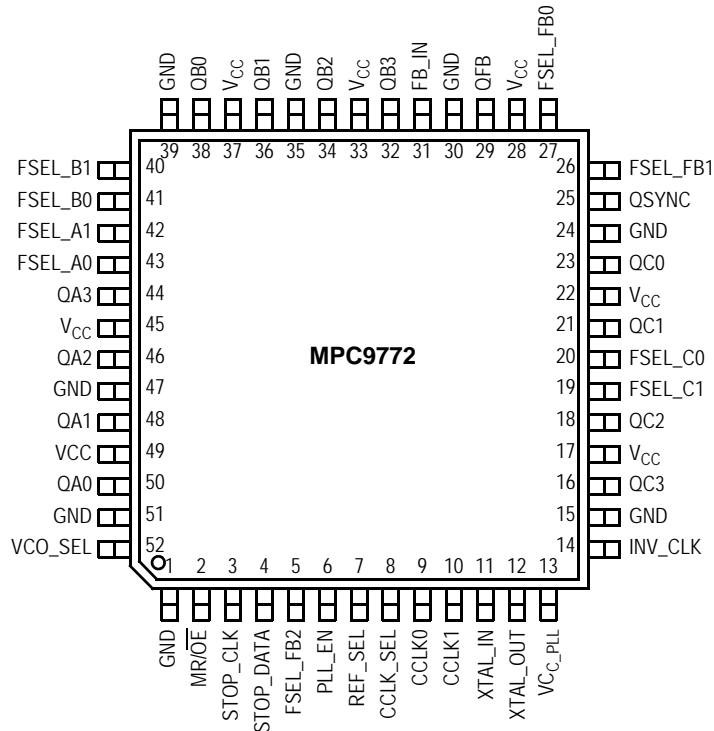 GND
QB0
VCC
QB1
GND
QB2
VCC
QB3
FB_IN
GND
QFB
VCC
FSEL_FB0
39 38 37 36 35 34 33 32 31 30 29 28 27
FSEL_B1 40 26 FSEL_FB1
FSEL_B0 41 25 QSYNC
FSEL_A1 42 24 GND
FSEL_A0 43 23 QC0
QA3 44 22 VCC
VCC 45 21 QC1
QA2 46 MPC9772 20 FSEL_C0
GND 47 19 FSEL_C1
QA1 48 18 QC2
VCC 49 17 VCC
QA0 50 16 QC3
GND 51 15 GND
VCO_SEL 52 14 INV_CLK
1 2 3 4 5 6 7 8 9 10 11 12 13
GND
MR/OE
STOP_CLK
STOP_DATA
FSEL_FB2
PLL_EN
REF_SEL
CCLK_SEL
CCLK0
CCLK1
XTAL_IN
XTAL_OUT
VCC_PLL